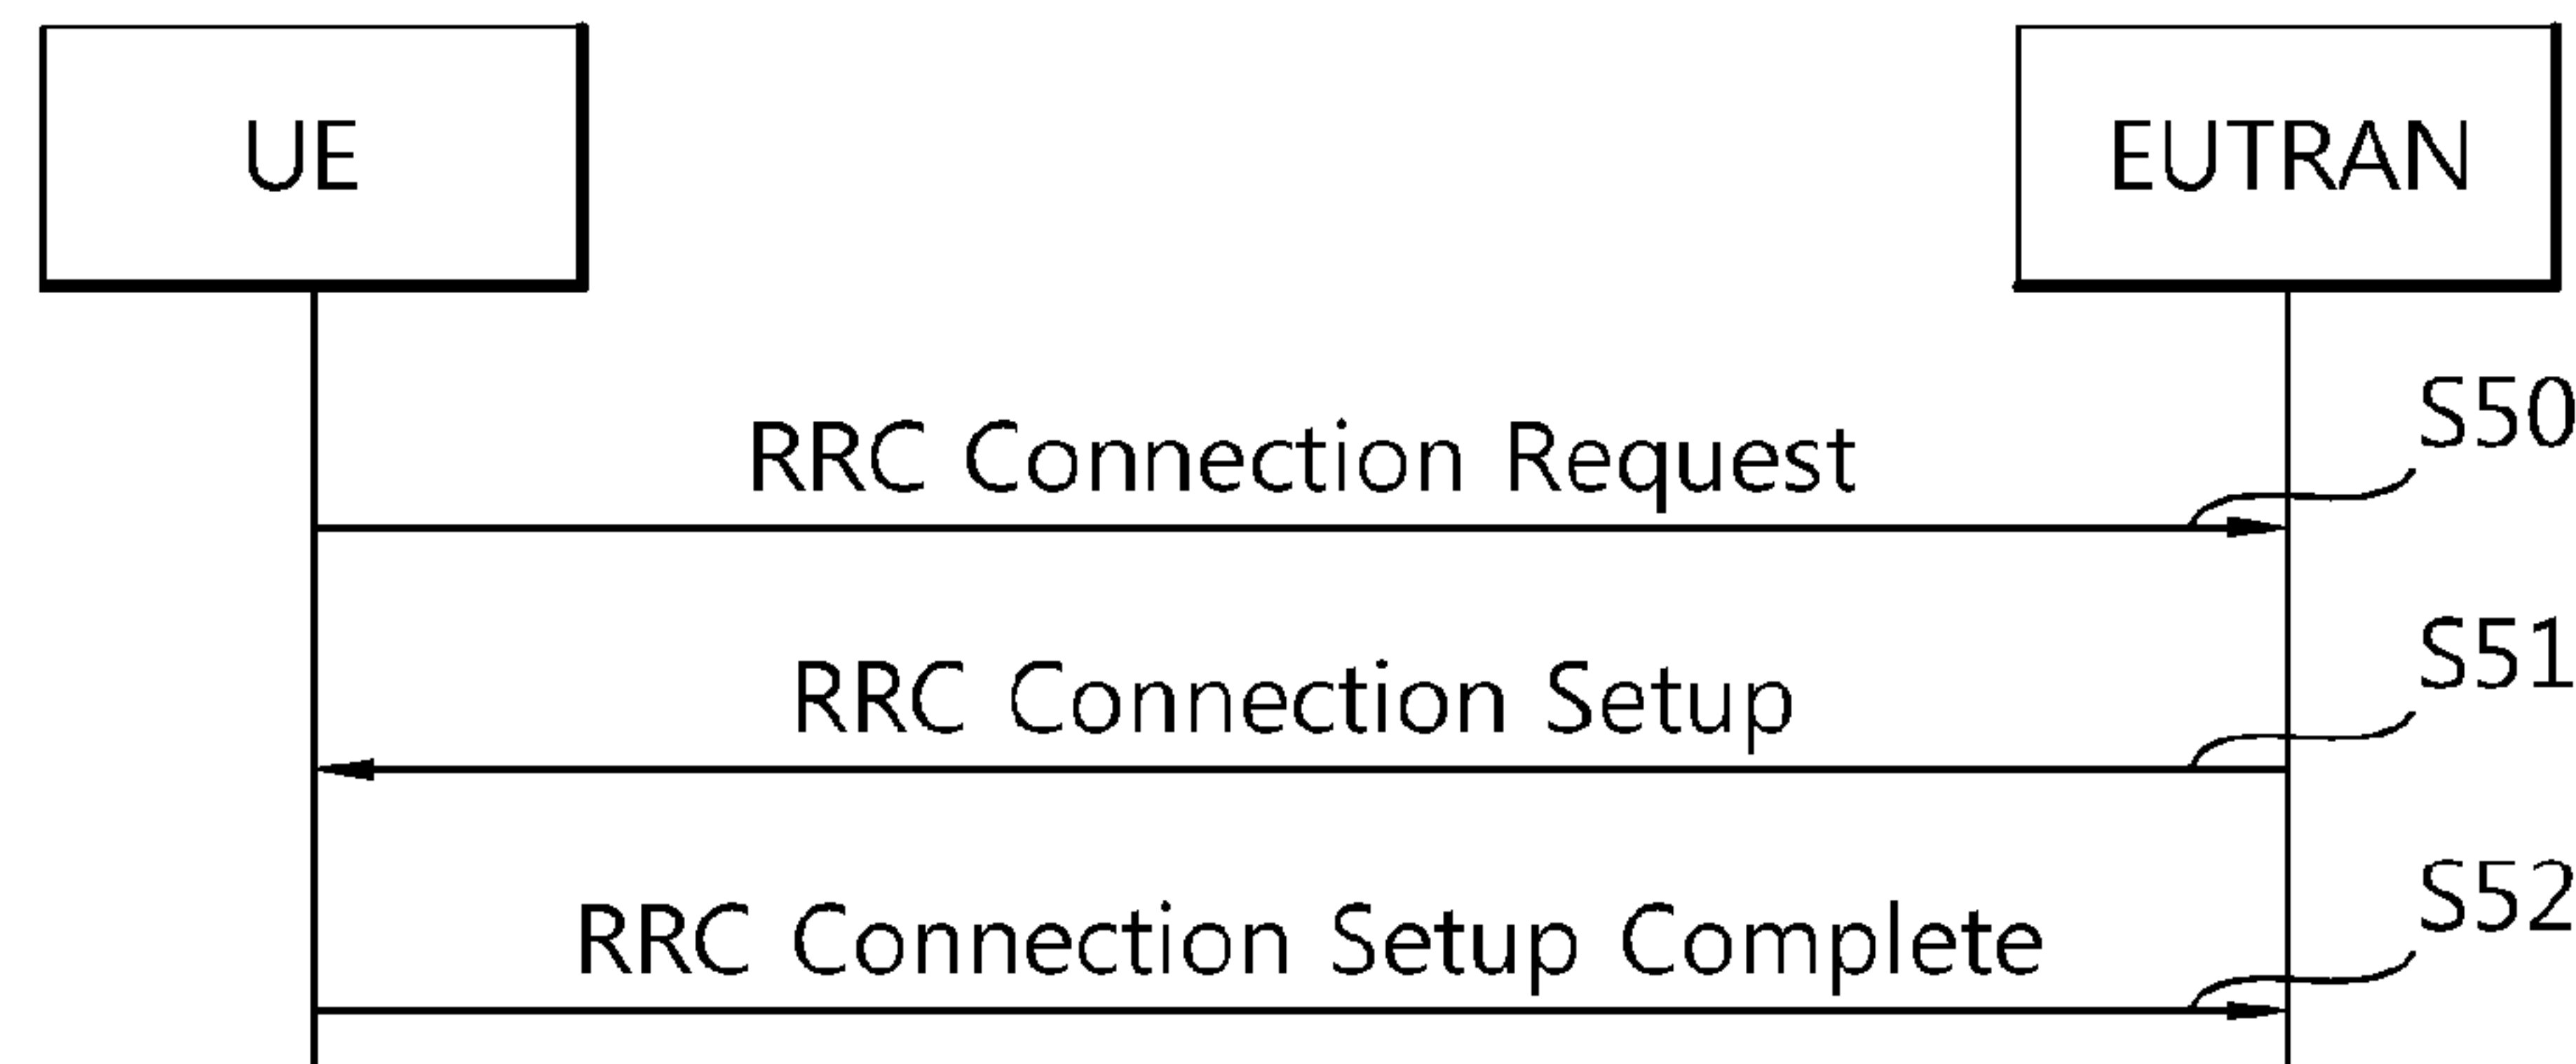 UE
EUTRAN
S50
RRC Connection Request
S51
RRC Connection Setup
S52
RRC Connection Setup Complete